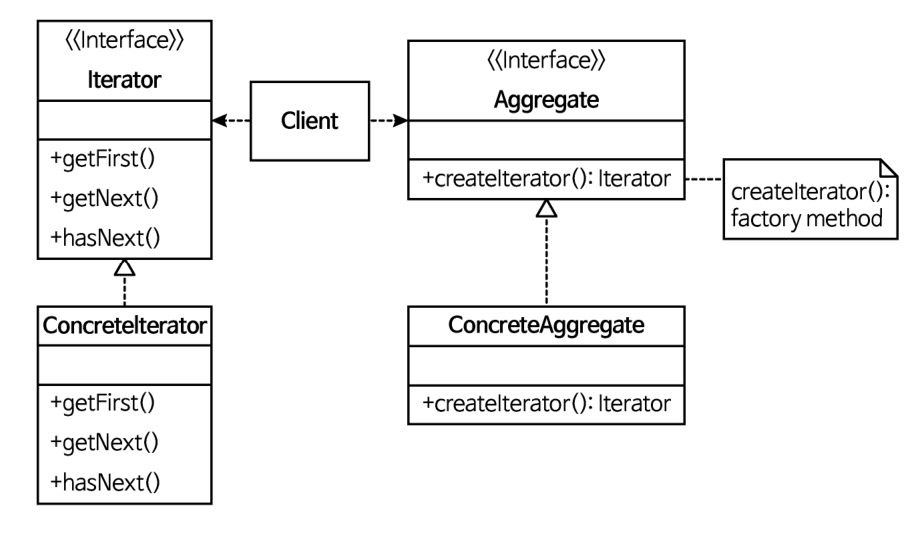 《Interface》
Iterator
+getFirst()
+getNext()
+hasNext()
ConcreteIterator
+getFirst()
+getNext()
+hasNext()
Client
《Interface》
Aggregate
+createIterator(): Iterator
createIterator():
factory method
ConcreteAggregate
+createIterator(): Iterator